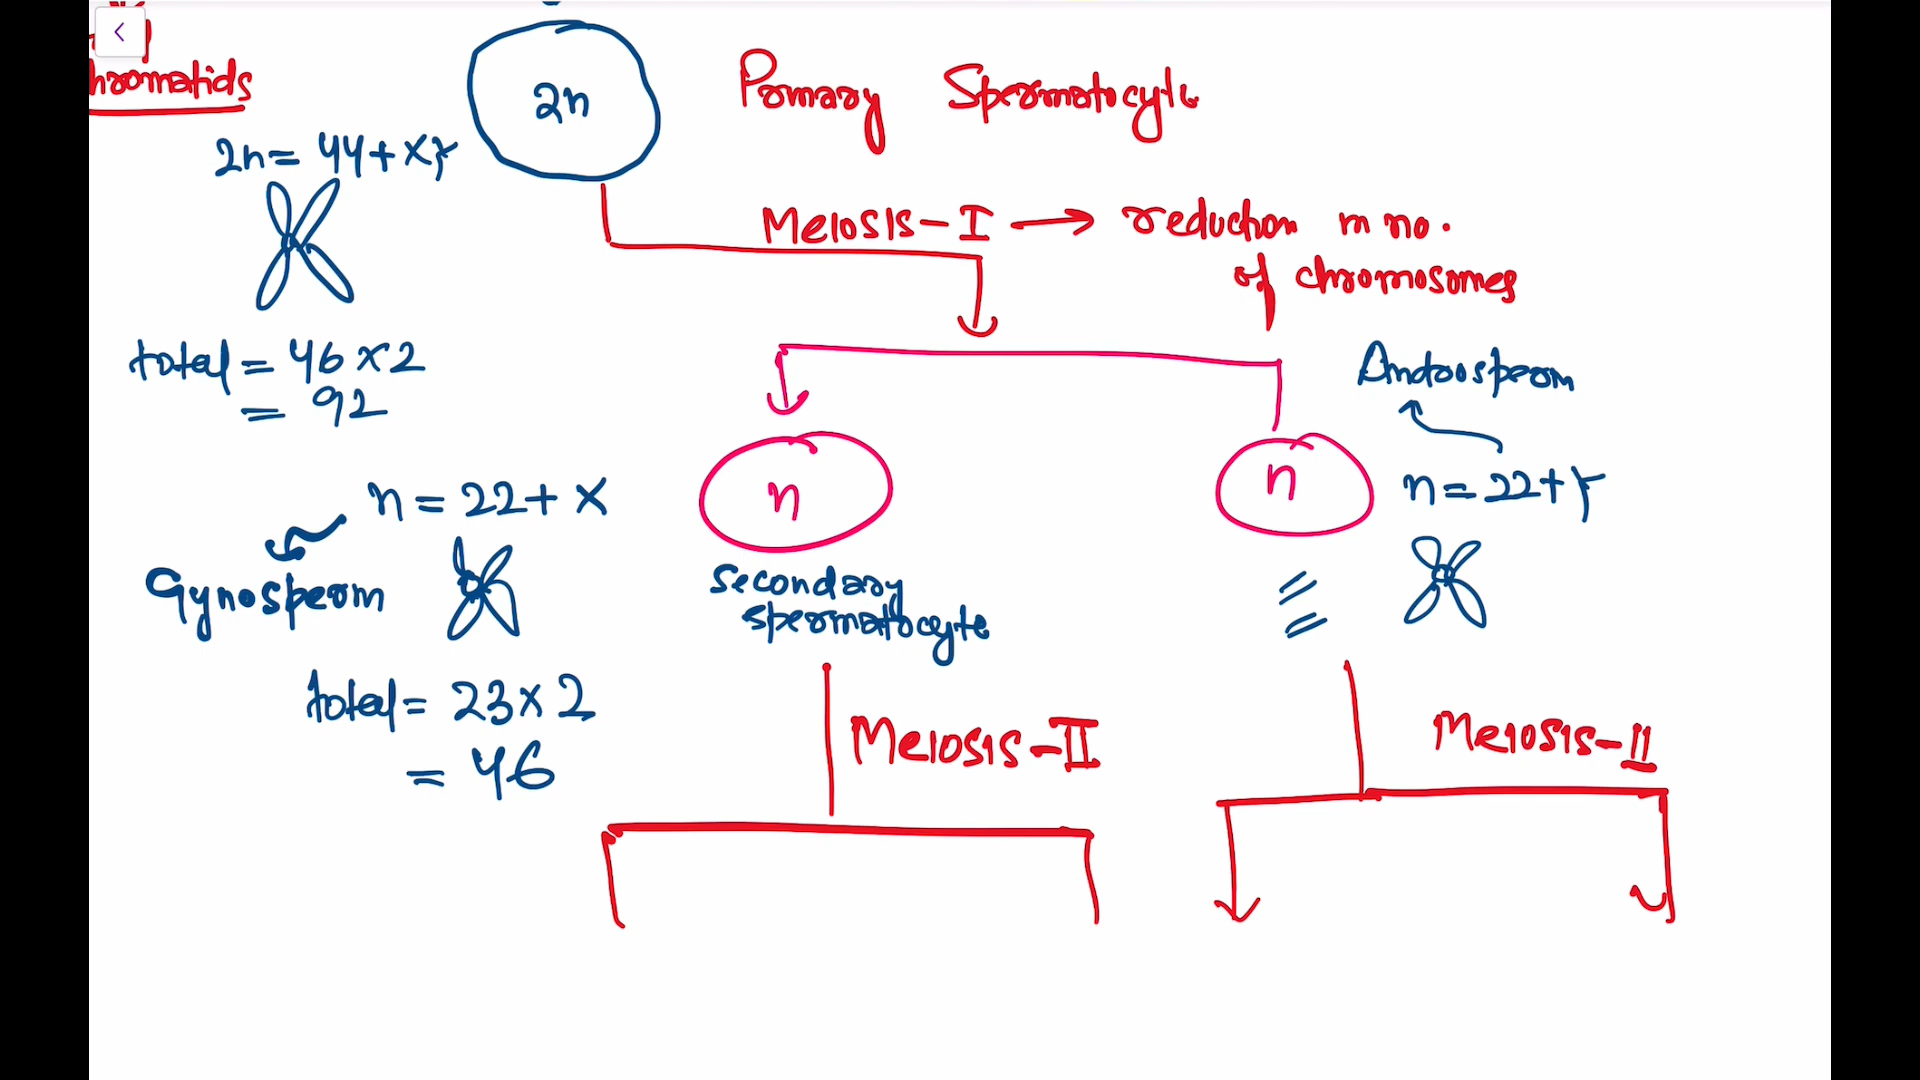 hromatids
2n
Primary Spermatocyte
2n = 44 + XY
Meiosis - I → reduction in no.
of chromosomes
total = 46 x 2
= 92
Androsperm
n = 22 + X
n
n
n = 22 + Y
Gynosperm
secondary
spermatocyte
total = 23 x 2
= 46
Meiosis - II
Meiosis - II